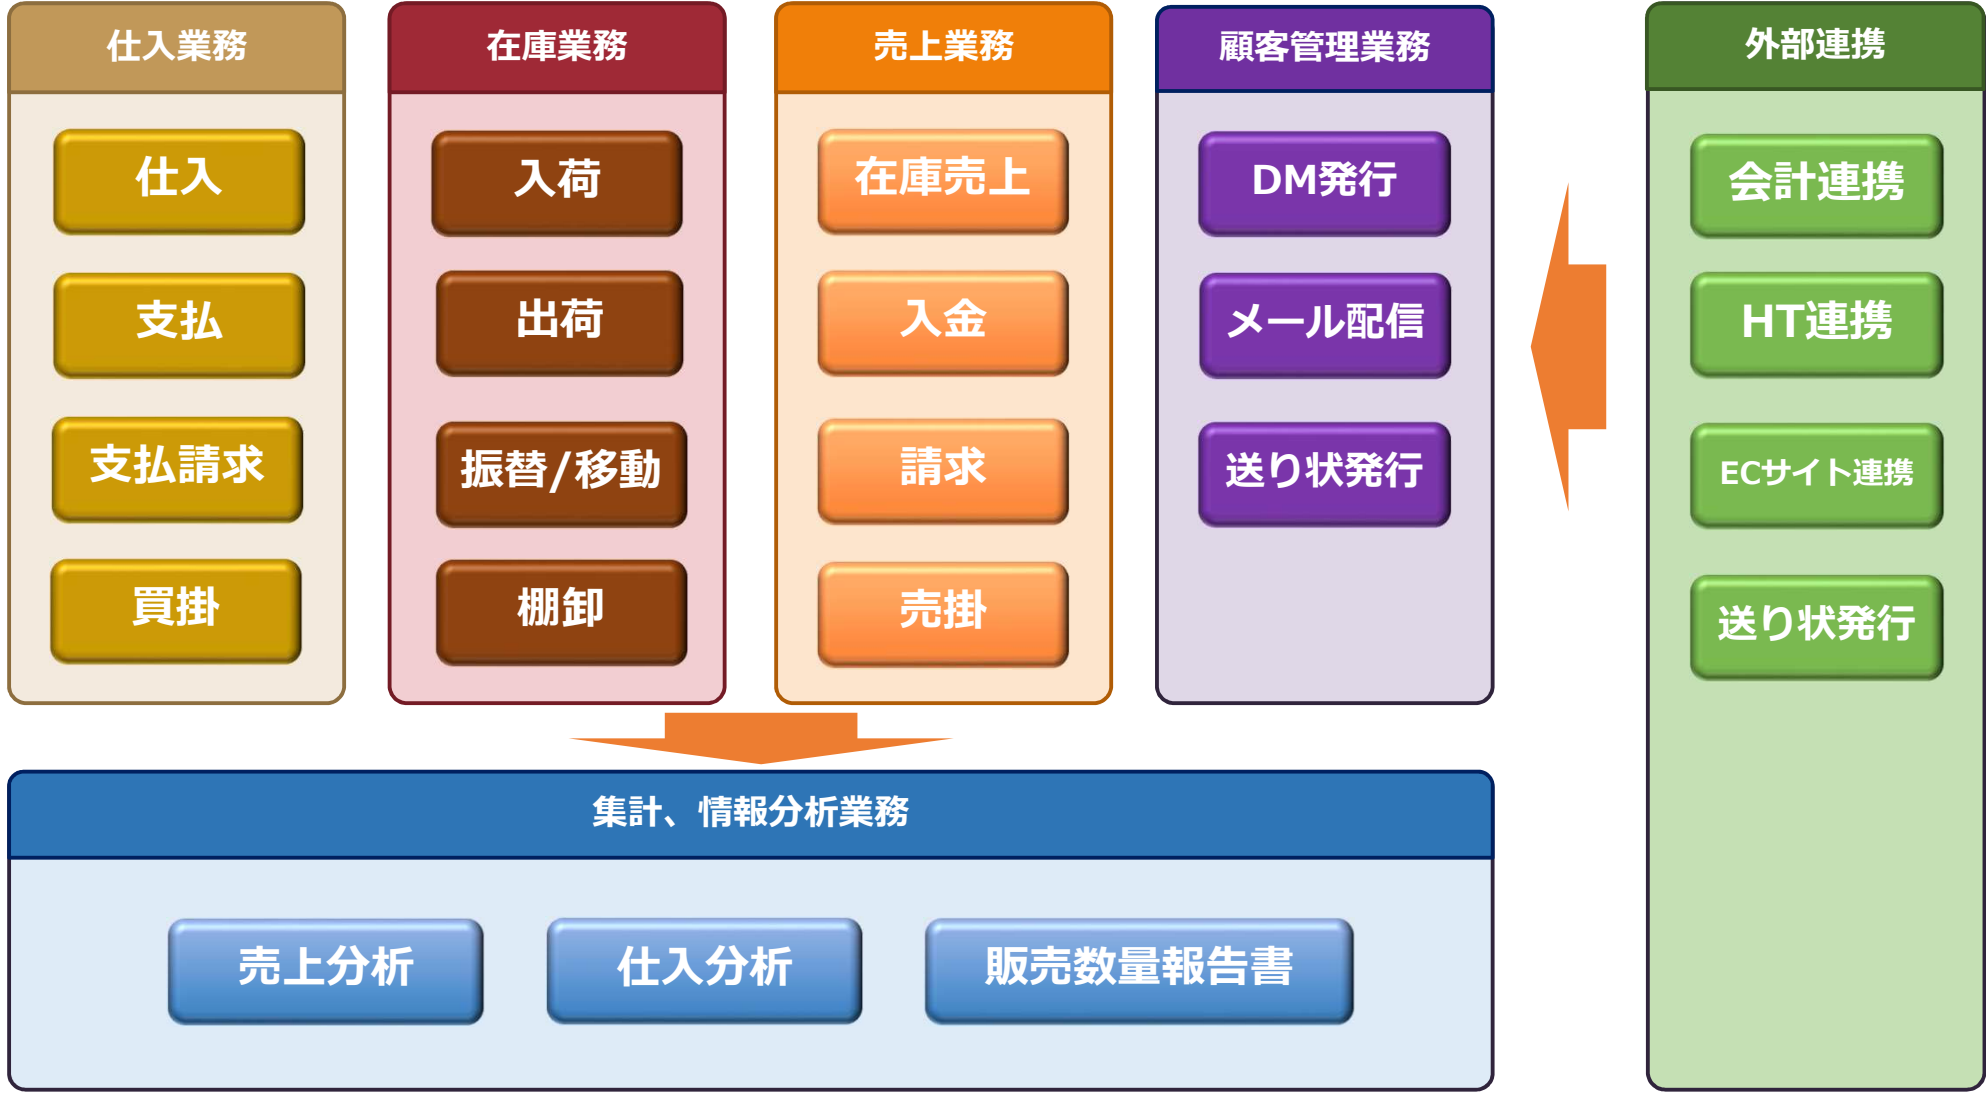 仕入業務
仕入
支払
支払請求
買掛
在庫業務
入荷
出荷
振替/移動
棚卸
売上業務
在庫売上
入金
請求
売掛
顧客管理業務
DM発行
メール配信
送り状発行
外部連携
会計連携
HT連携
ECサイト連携
送り状発行
集計、情報分析業務
売上分析
仕入分析
販売数量報告書